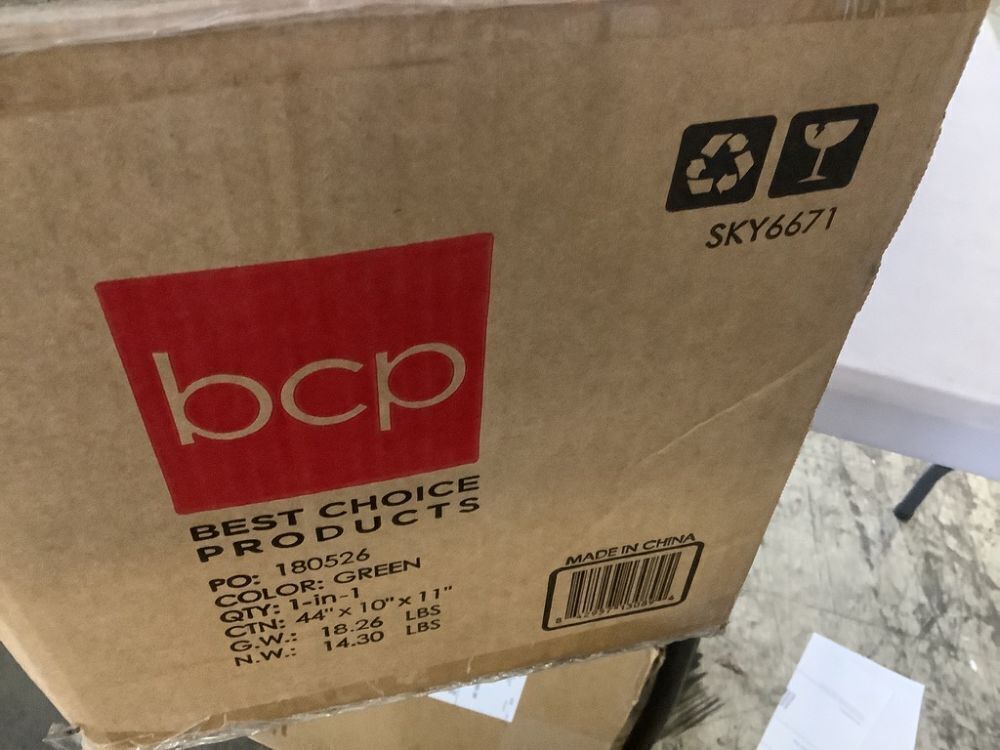 SKY6671
bcp
BEST CHOICE
PRODUCTS
PO: 180526
COLOR: GREEN
QTY: 1-in-1
CTN: 44" x 10" x 11"
G.W.: 18.26 LBS
N.W.: 14.30 LBS
MADE IN CHINA